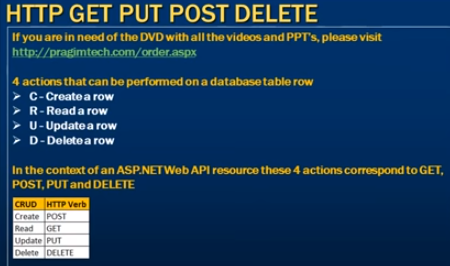 HTTP GET PUT POST DELETE
If you are in need of the DVD with all the videos and PPT's, please visit
http://pragimtech.com/order.aspx
4 actions that can be performed on a database table row
➤ C - Create a row
➤ R - Read a row
➤ U - Update a row
➤ D - Delete a row
In the context of an ASP.NET Web API resource these 4 actions correspond to GET,
POST, PUT and DELETE
CRUD HTTP Verb
Create POST
Read GET
Update PUT
Delete DELETE